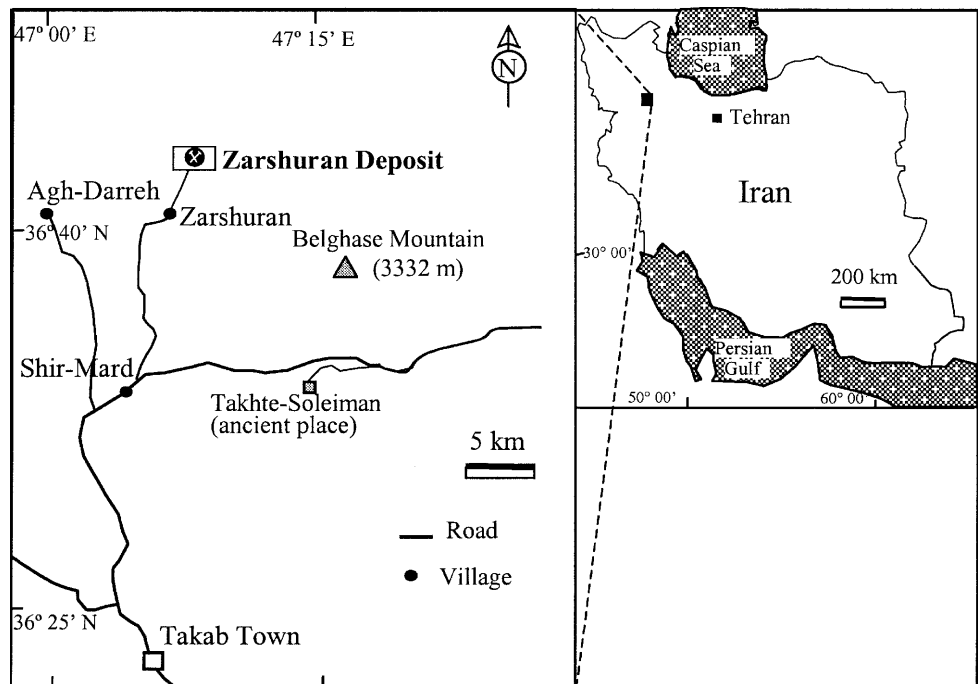 47° 00' E
47° 15'
N
Zarshuran Deposit
Agh-Darreh
Zarshuran
36° 40' N
Belghase Mountain
(3332 m)
Shir-Mard
Takhte-Soleiman
(ancient place)
5 km
Road
Village
36° 25' N
Takab Town
Caspian
Sea
Tehran
Iran
30° 00'
200 km
Persian
Gulf
50° 00'
60° 00'